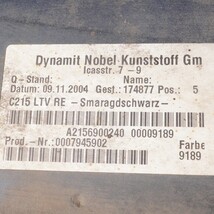 Dynamit Nobel Kunststoff Gm
Icasstr. 7 - 9
Q-Stand: Name:
Datum: 09.11.2004 Gesf.: 174877 Pos.: 5
C215 LTV RE - Smaragdschwarz-
A2156900240 00009189
Prod.-Nr.: 0007945902 Farbe
9189